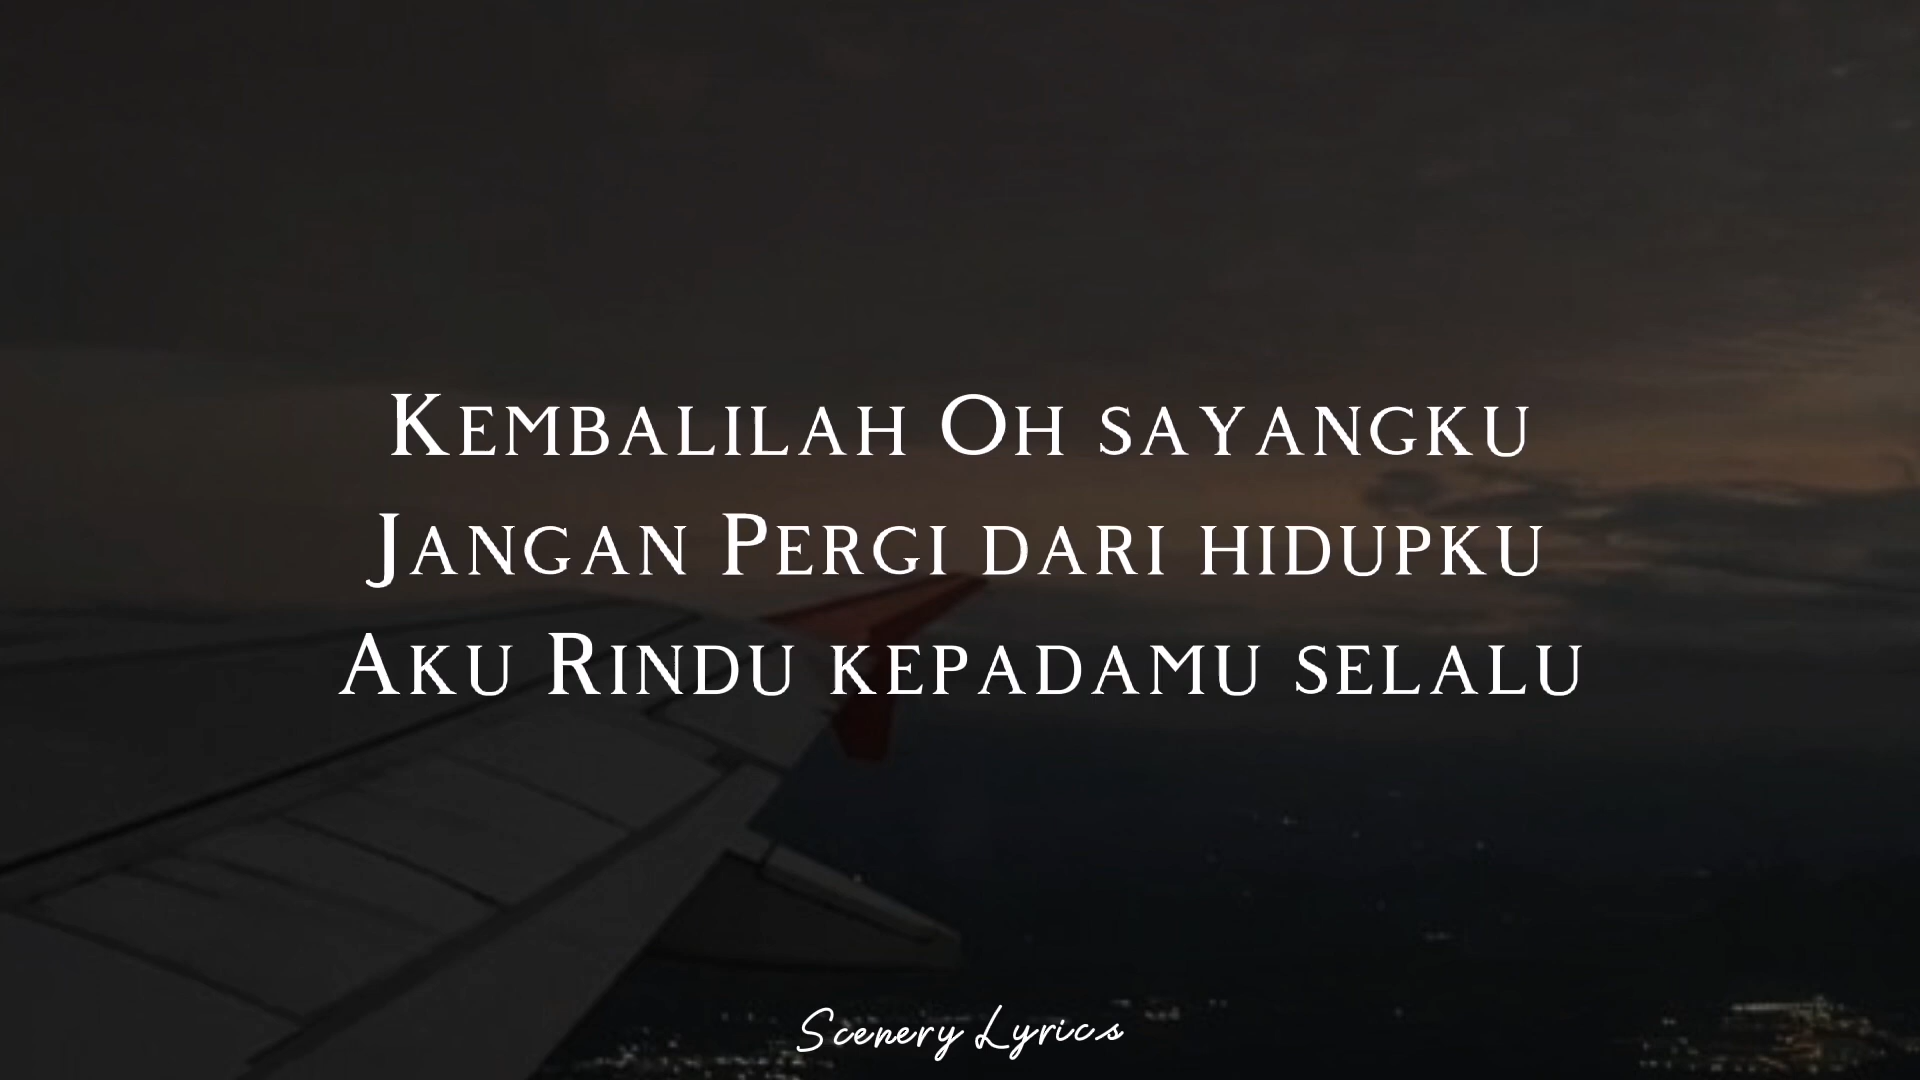 Kembalilah Oh sayangku
Jangan Pergi dari hidupku
Aku Rindu kepadamu selalu
Scenery Lyrics